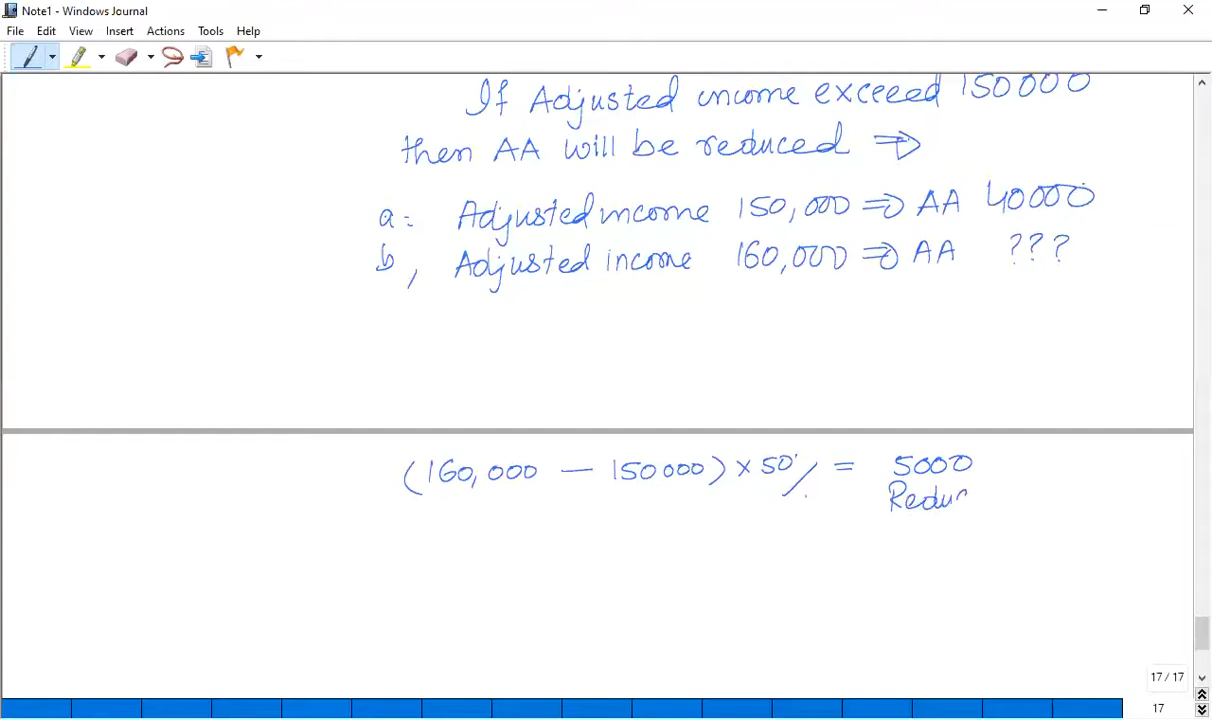 Note1 - Windows Journal
File Edit View Insert Actions Tools Help
If Adjusted income exceeed 150000
then AA will be reduced ⇒
a: Adjusted income 150,000 ⇒ AA 40000
b, Adjusted income 160,000 ⇒ AA ???
(160,000 — 150000) × 50% = 5000
Redu
17 / 17
17